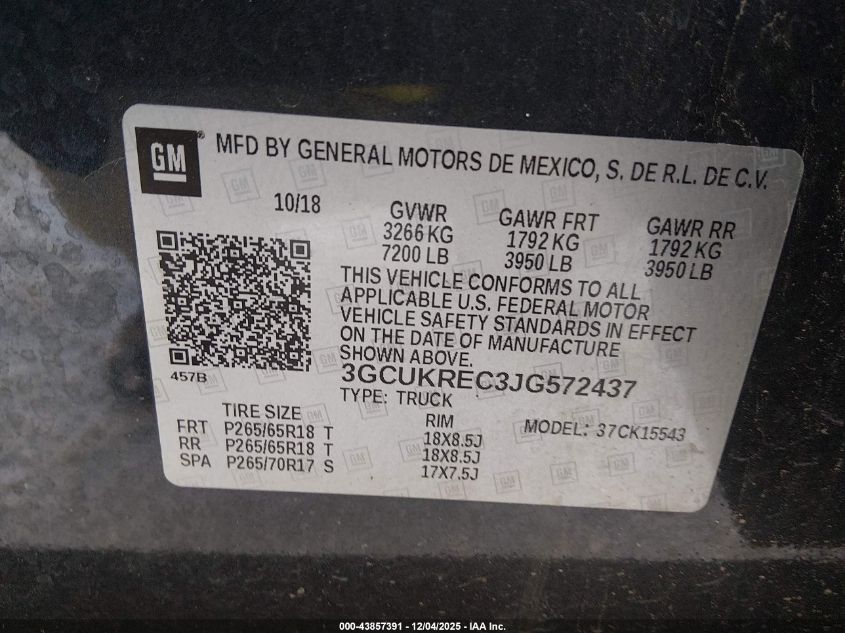 GM® MFD BY GENERAL MOTORS DE MEXICO, S. DE R.L. DE C.V.
10/18 GVWR GAWR FRT GAWR RR
3266 KG 1792 KG 1792 KG
7200 LB 3950 LB 3950 LB
THIS VEHICLE CONFORMS TO ALL
APPLICABLE U.S. FEDERAL MOTOR
VEHICLE SAFETY STANDARDS IN EFFECT
ON THE DATE OF MANUFACTURE
SHOWN ABOVE.
457B
3GCUKREC3JG572437
TYPE: TRUCK
TIRE SIZE RIM MODEL: 37CK15543
FRT P265/65R18 T 18X8.5J
RR P265/65R18 T 18X8.5J
SPA P265/70R17 S 17X7.5J
000-43857391 - 12/04/2025 - IAA Inc.